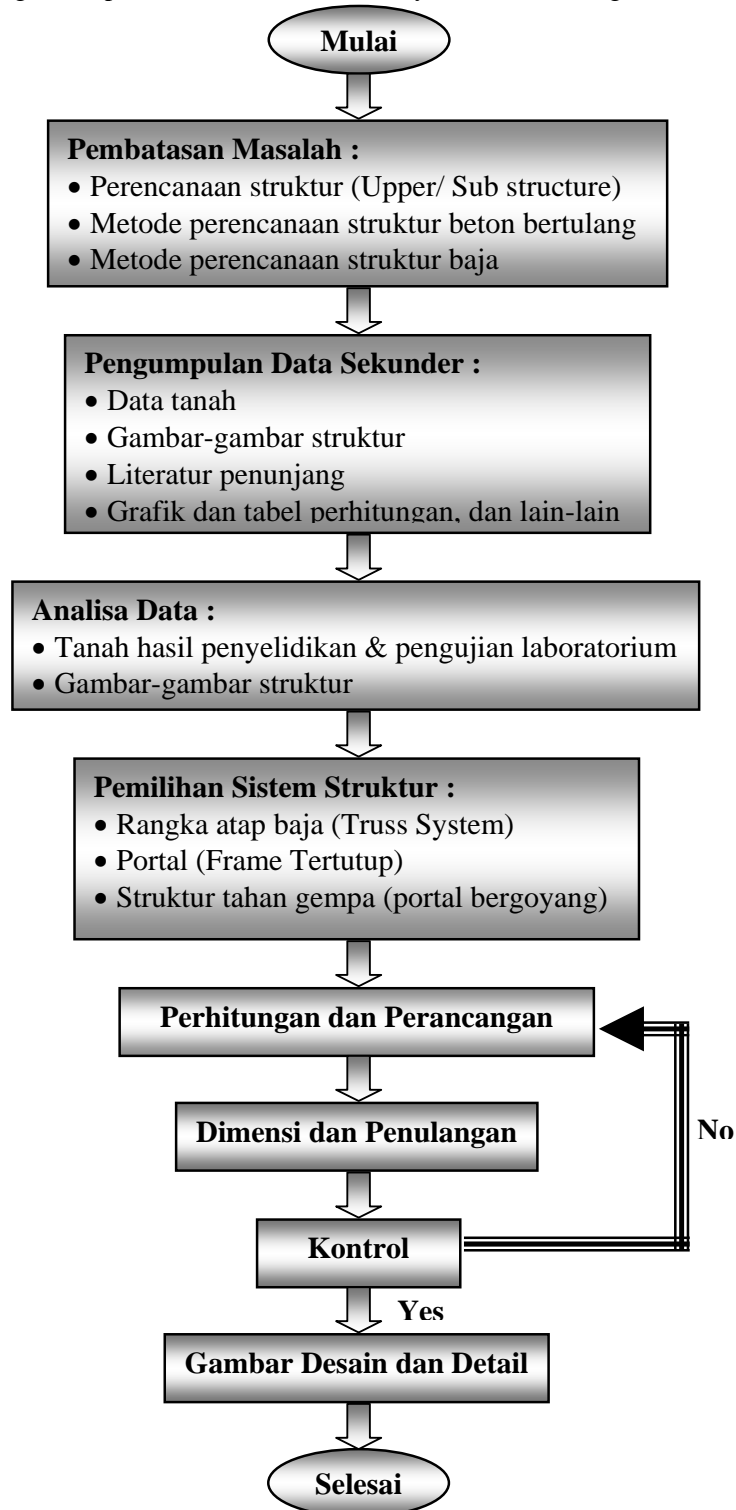 Mulai
Pembatasan Masalah :
• Perencanaan struktur (Upper/ Sub structure)
• Metode perencanaan struktur beton bertulang
• Metode perencanaan struktur baja
Pengumpulan Data Sekunder :
• Data tanah
• Gambar-gambar struktur
• Literatur penunjang
• Grafik dan tabel perhitungan, dan lain-lain
Analisa Data :
• Tanah hasil penyelidikan & pengujian laboratorium
• Gambar-gambar struktur
Pemilihan Sistem Struktur :
• Rangka atap baja (Truss System)
• Portal (Frame Tertutup)
• Struktur tahan gempa (portal bergoyang)
Perhitungan dan Perancangan
Dimensi dan Penulangan
No
Kontrol
Yes
Gambar Desain dan Detail
Selesai